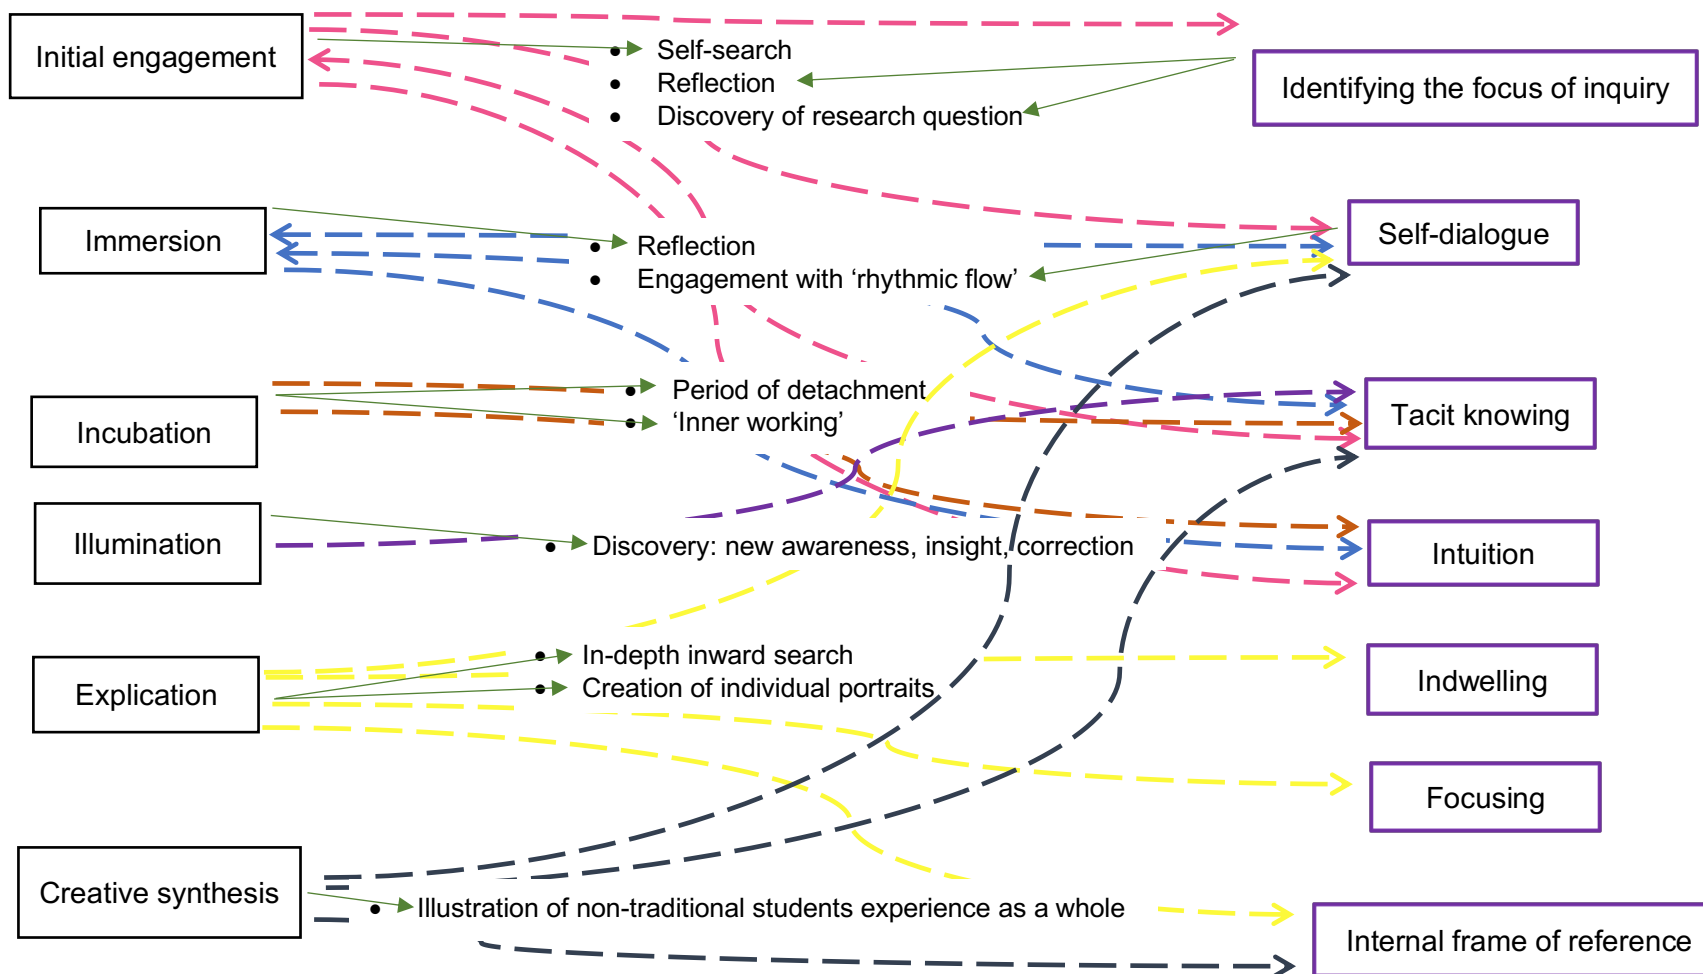 Initial engagement
• Self-search
• Reflection
• Discovery of research question
Identifying the focus of inquiry
Immersion
• Reflection
• Engagement with ‘rhythmic flow’
Self-dialogue
Incubation
• Period of detachment
• ‘Inner working’
Tacit knowing
Illumination
• Discovery: new awareness, insight, correction
Intuition
Explication
• In-depth inward search
• Creation of individual portraits
Indwelling
Focusing
Creative synthesis
• Illustration of non-traditional students experience as a whole
Internal frame of reference